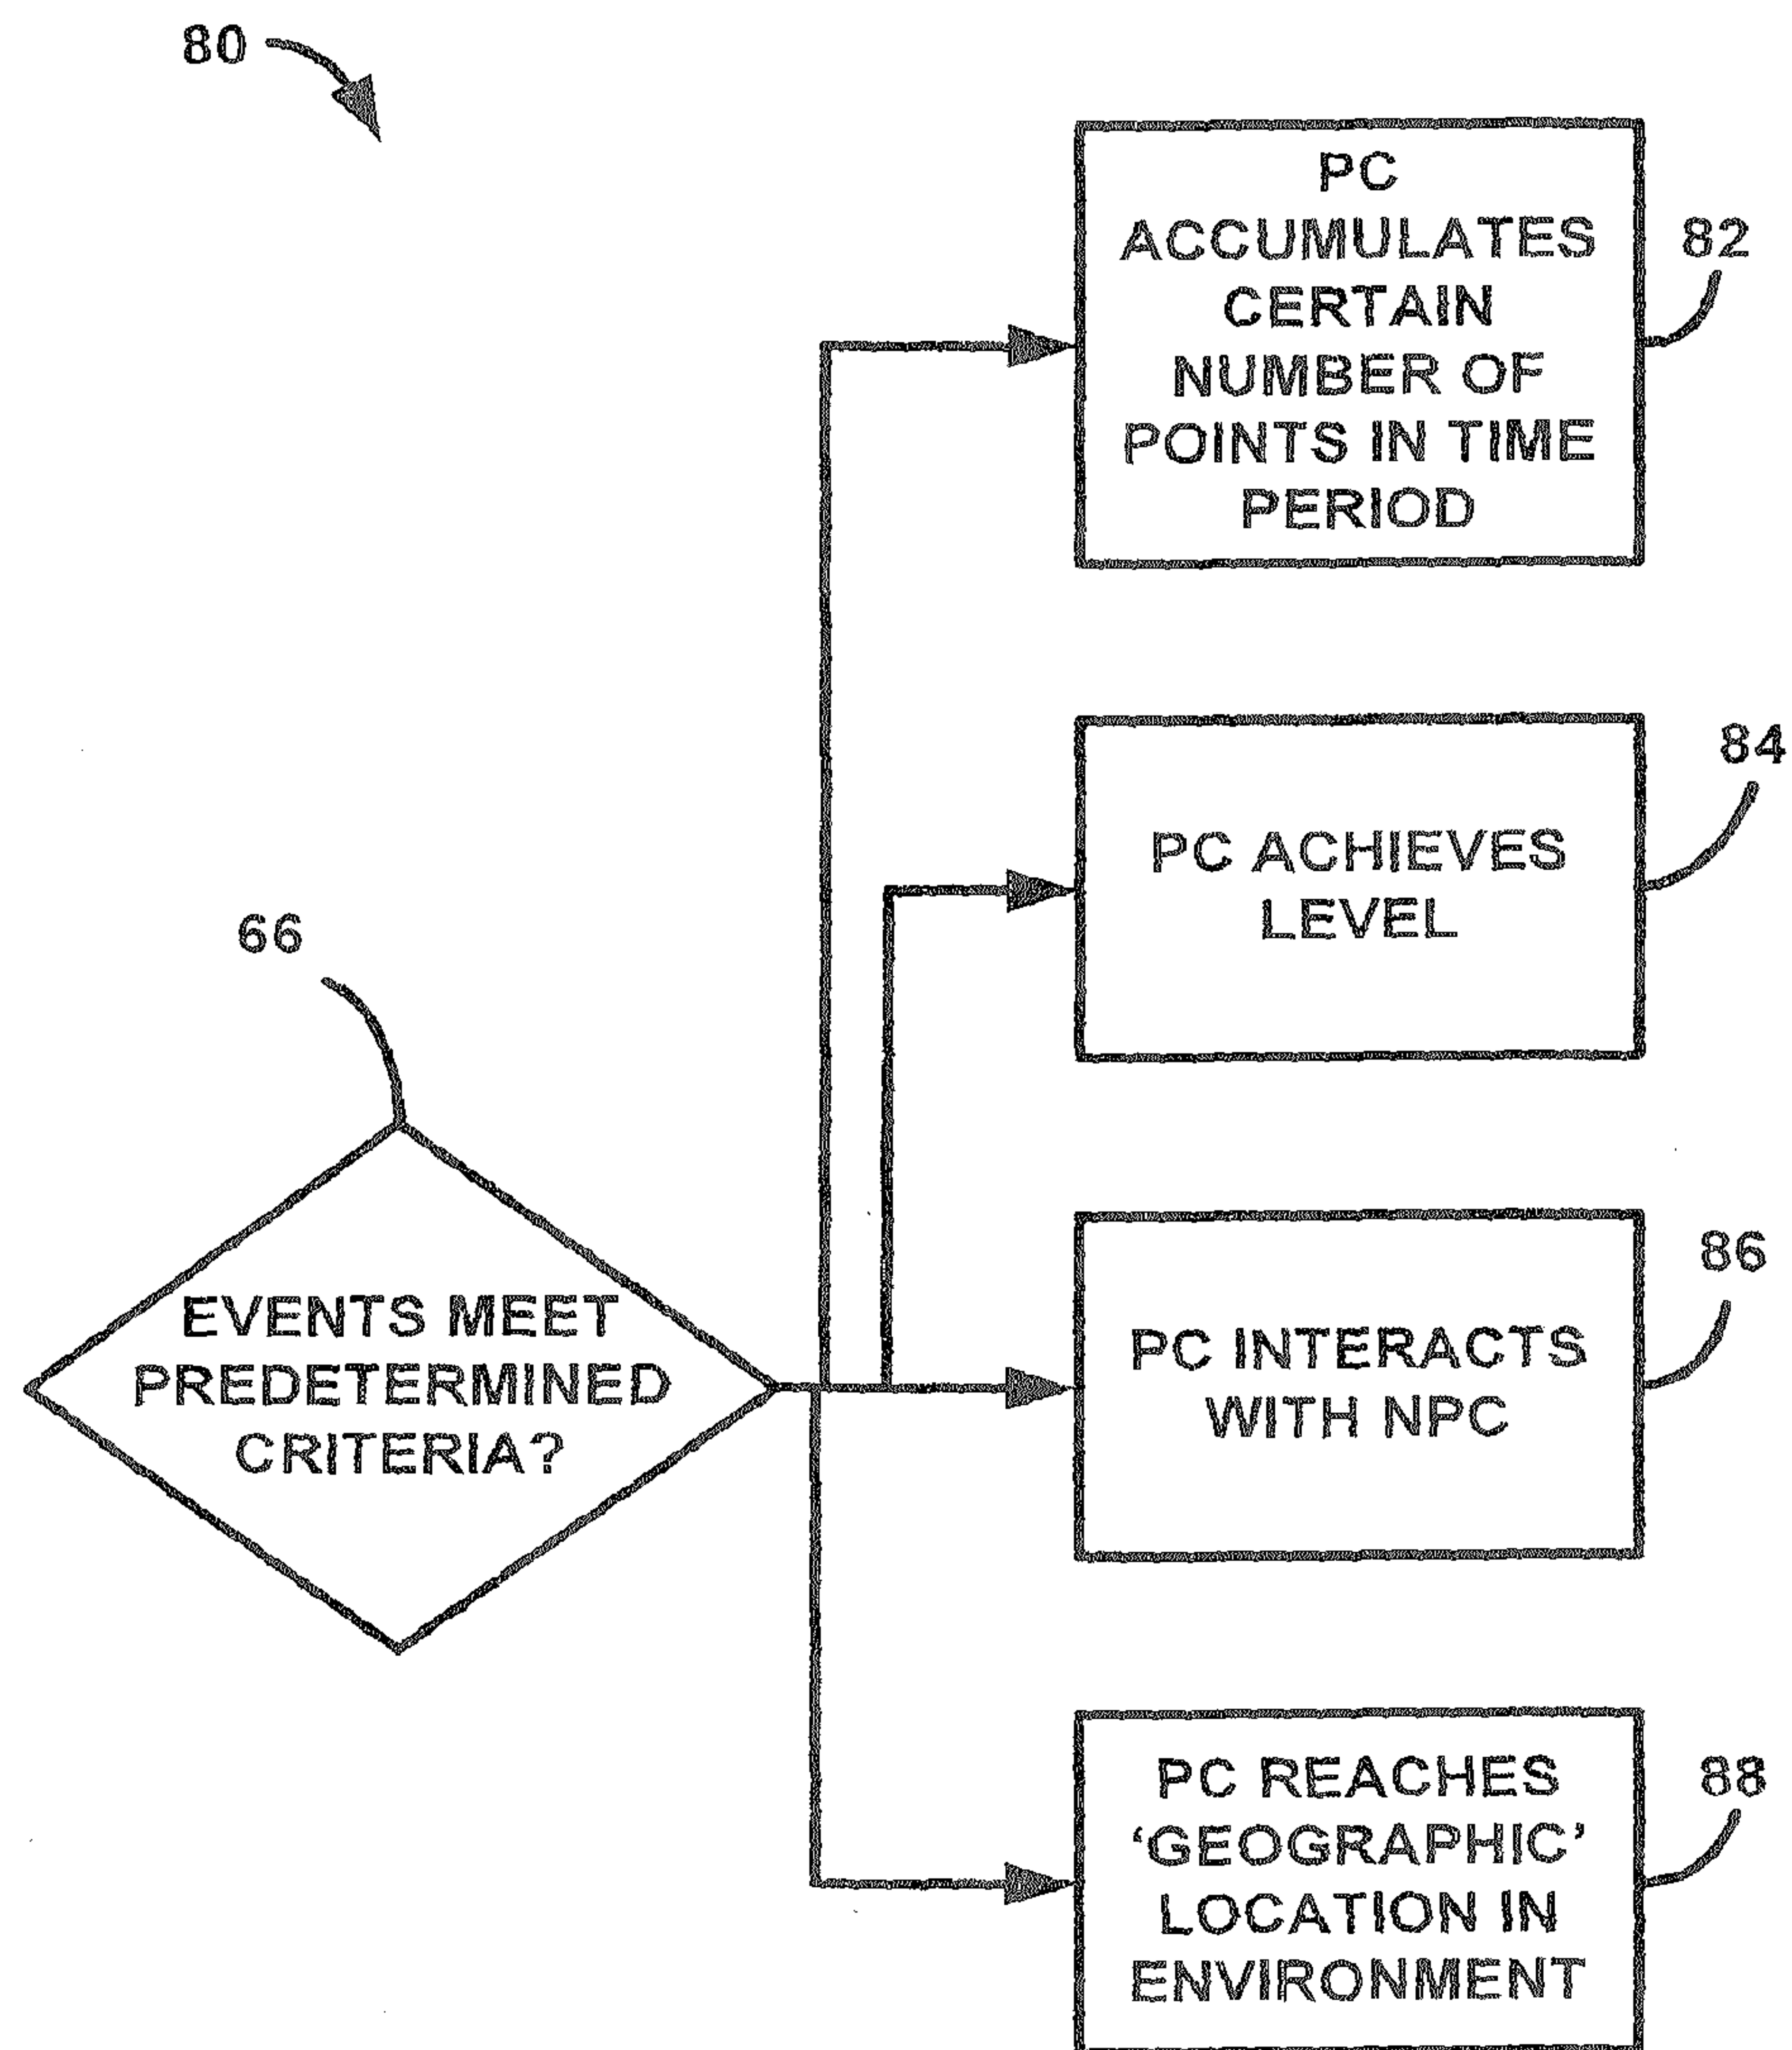 80
PC
ACCUMULATES
CERTAIN
NUMBER OF
POINTS IN TIME
PERIOD
82
PC ACHIEVES
LEVEL
84
66
EVENTS MEET
PREDETERMINED
CRITERIA?
PC INTERACTS
WITH NPC
86
PC REACHES
‘GEOGRAPHIC’
LOCATION IN
ENVIRONMENT
88